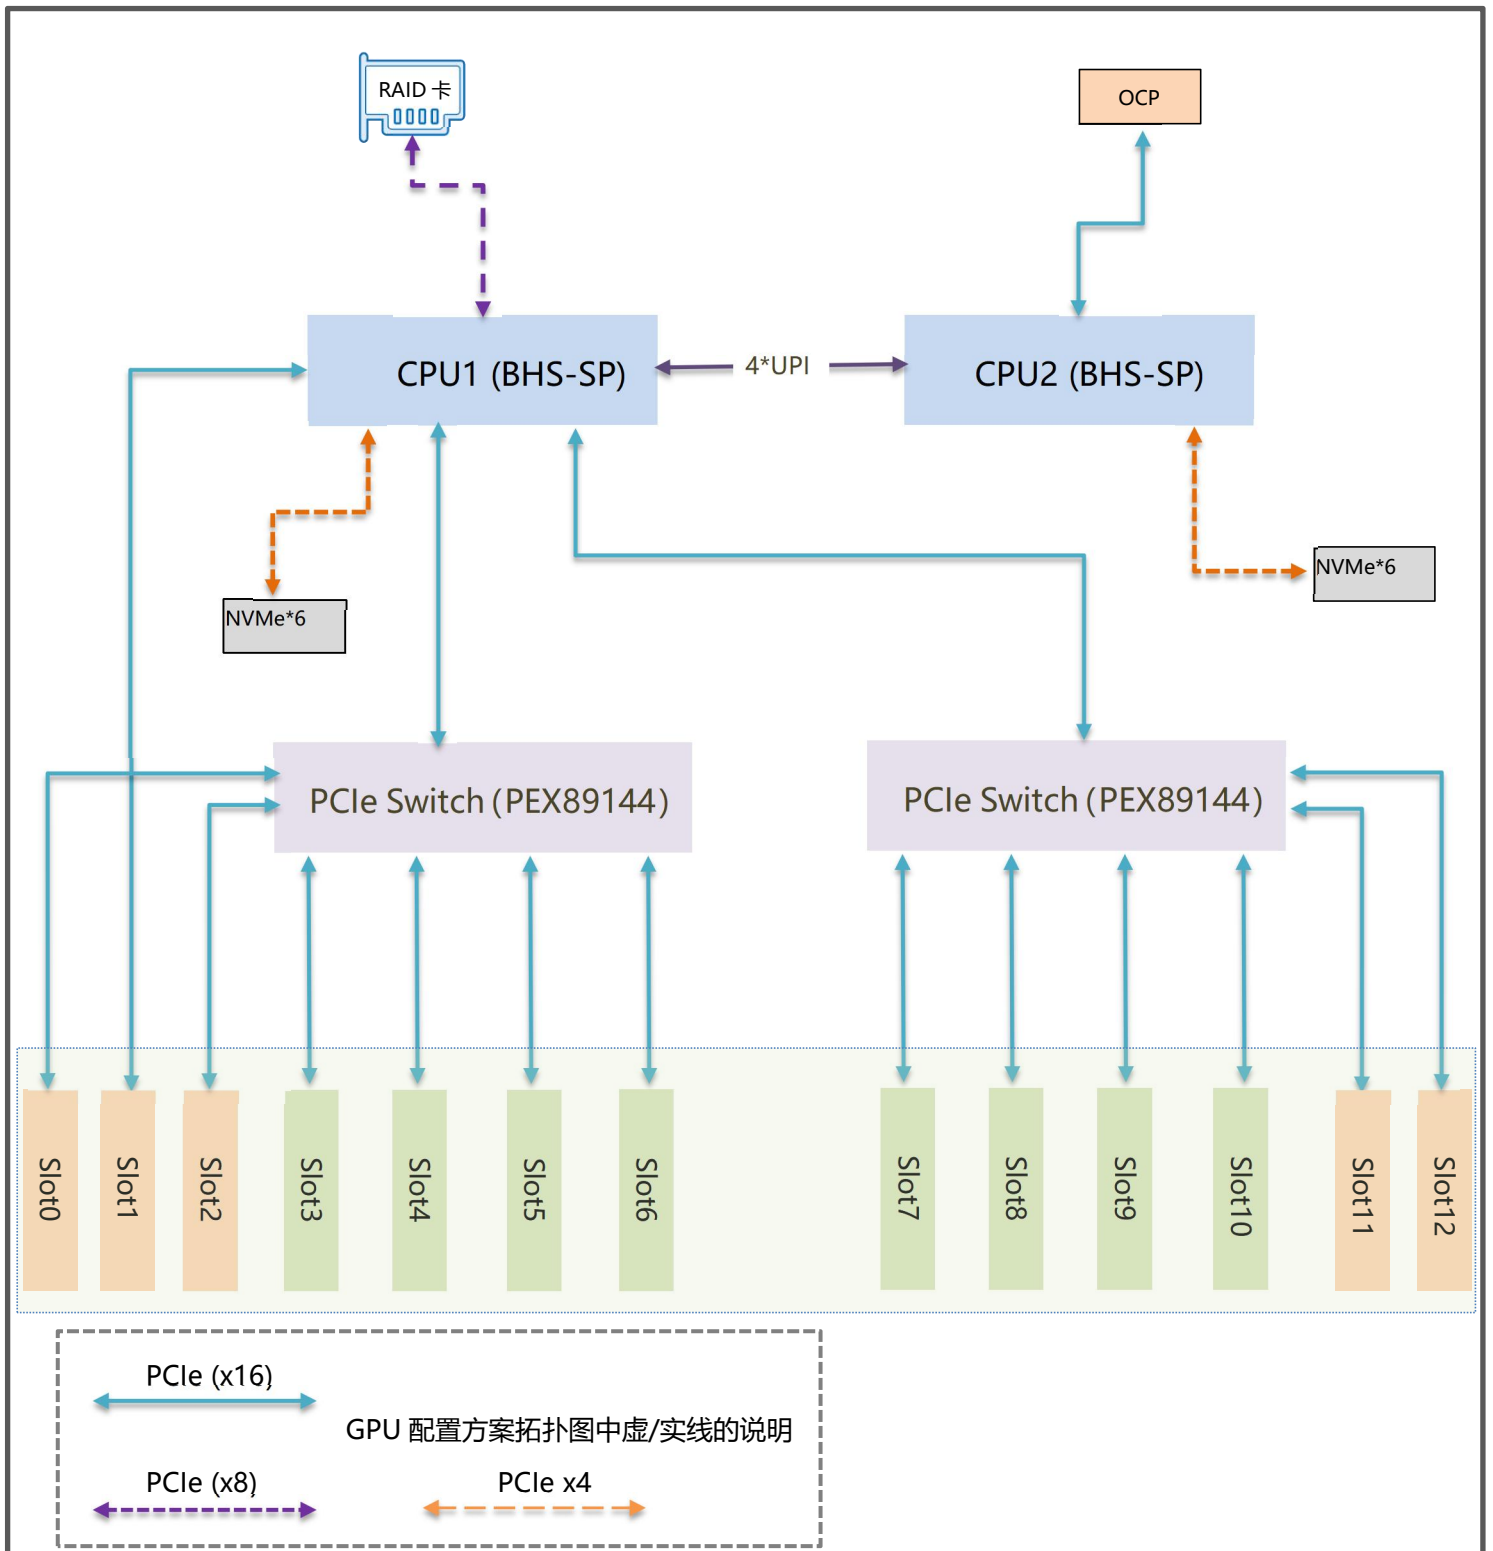 RAID 卡
OCP
CPU1 (BHS-SP)
4*UPI
CPU2 (BHS-SP)
NVMe*6
NVMe*6
PCIe Switch (PEX89144)
PCIe Switch (PEX89144)
Slot0
Slot1
Slot2
Slot3
Slot4
Slot5
Slot6
Slot7
Slot8
Slot9
Slot10
Slot11
Slot12
PCIe (x16)
GPU 配置方案拓扑图中虚/实线的说明
PCIe (x8)
PCIe x4